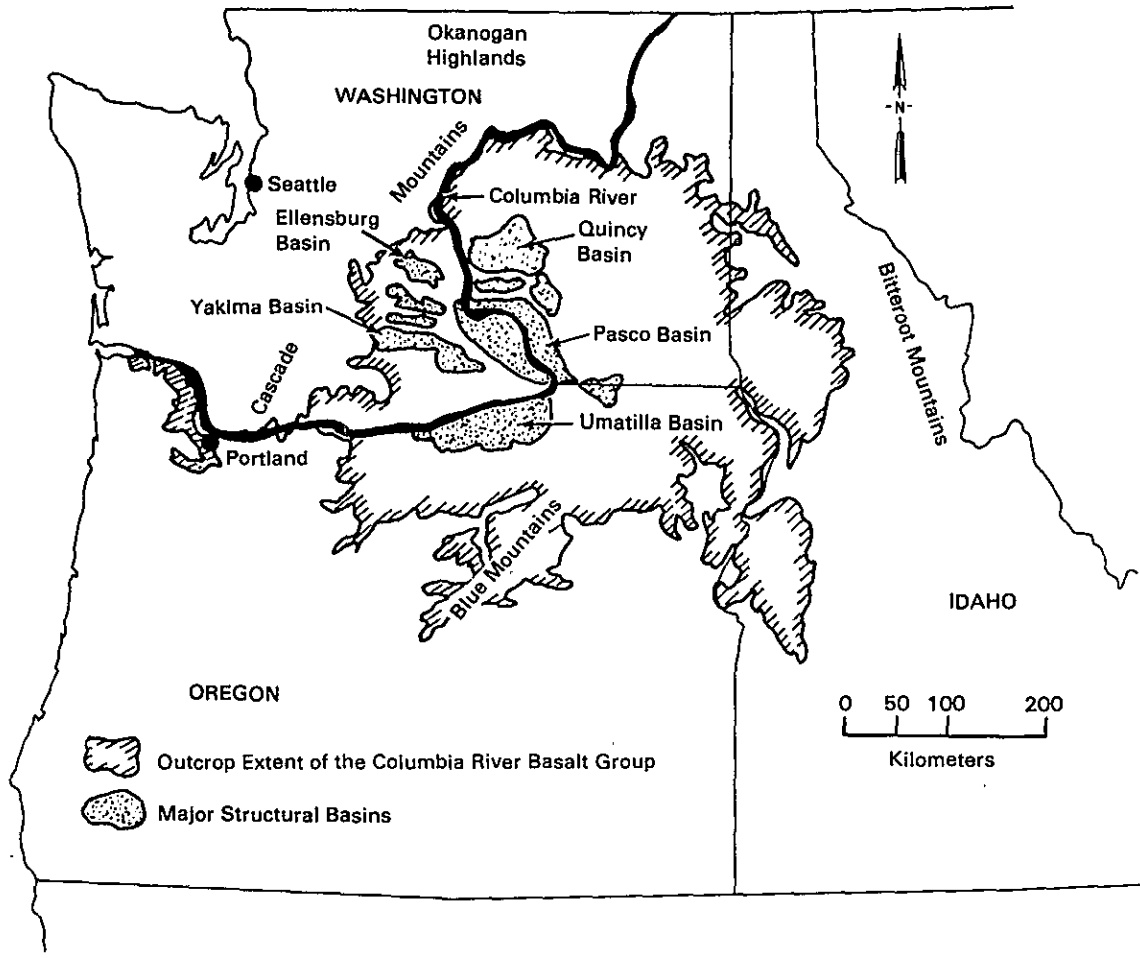 Okanogan
Highlands
WASHINGTON
-N-
Mountains
Seattle
Columbia River
Ellensburg
Basin
Quincy
Basin
Yakima Basin
Pasco Basin
Bitteroot Mountains
Cascade
Umatilla Basin
Portland
Blue Mountains
IDAHO
OREGON
0 50 100 200
Kilometers
Outcrop Extent of the Columbia River Basalt Group
Major Structural Basins